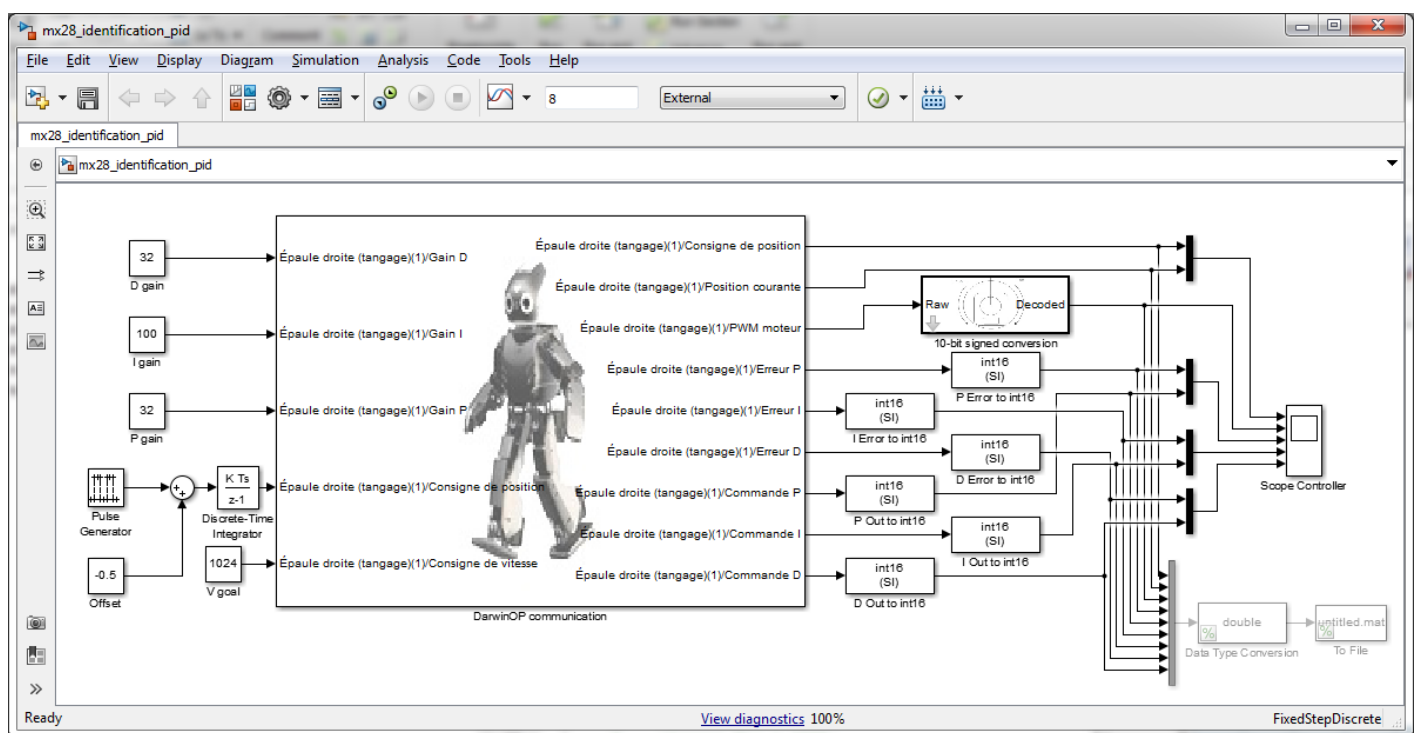 mx28_identification_pid
File Edit View Display Diagram Simulation Analysis Code Tools Help
8
External
mx28_identification_pid
mx28_identification_pid
32
D gain
100
I gain
32
P gain
Pulse
Generator
+
+
K Ts
z-1
Discrete-Time
Integrator
-0.5
Offset
1024
V goal
Épaule droite (tangage)(1)/Gain D
Épaule droite (tangage)(1)/Gain I
Épaule droite (tangage)(1)/Gain P
Épaule droite (tangage)(1)/Consigne de position
Épaule droite (tangage)(1)/Consigne de vitesse
Épaule droite (tangage)(1)/Consigne de position
Épaule droite (tangage)(1)/Position courante
Épaule droite (tangage)(1)/PWM moteur
Épaule droite (tangage)(1)/Erreur P
Épaule droite (tangage)(1)/Erreur I
Épaule droite (tangage)(1)/Erreur D
Épaule droite (tangage)(1)/Commande P
Épaule droite (tangage)(1)/Commande I
Épaule droite (tangage)(1)/Commande D
DarwinOP communication
Raw Decoded
10-bit signed conversion
int16
(SI)
P Error to int16
int16
(SI)
I Error to int16
int16
(SI)
D Error to int16
int16
(SI)
P Out to int16
int16
(SI)
I Out to int16
int16
(SI)
D Out to int16
Scope Controller
double
Data Type Conversion
untitled.mat
To File
Ready
View diagnostics 100%
FixedStepDiscrete